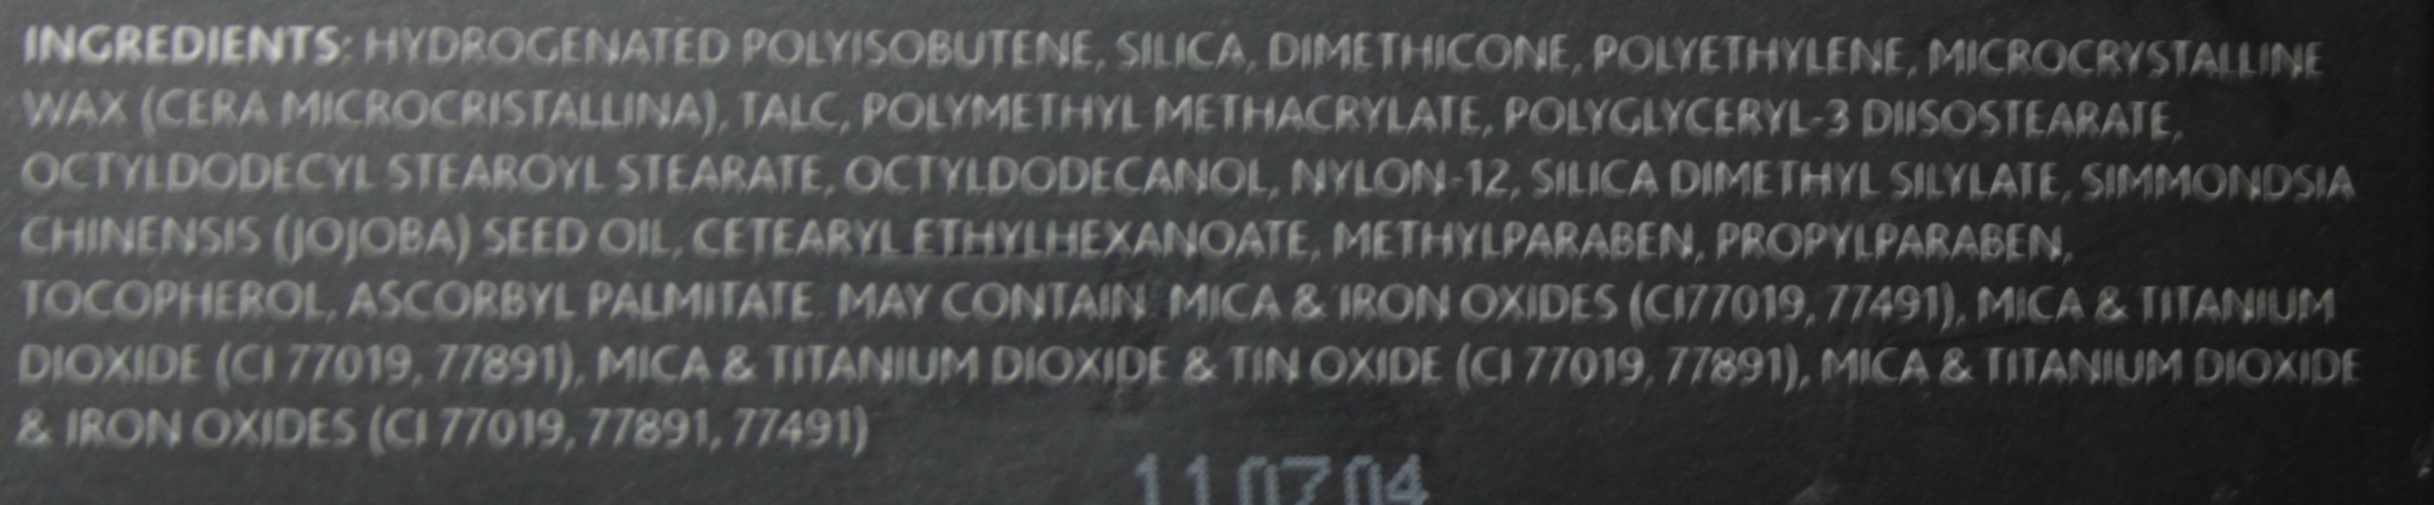 INGREDIENTS: HYDROGENATED POLYISOBUTENE, SILICA, DIMETHICONE, POLYETHYLENE, MICROCRYSTALLINE
WAX (CERA MICROCRISTALLINA), TALC, POLYMETHYL METHACRYLATE, POLYGLYCERYL-3 DIISOSTEARATE,
OCTYLDODECYL STEAROYL STEARATE, OCTYLDODECANOL, NYLON-12, SILICA DIMETHYL SILYLATE, SIMMONDSIA
CHINENSIS (JOJOBA) SEED OIL, CETEARYL ETHYLHEXANOATE, METHYLPARABEN, PROPYLPARABEN,
TOCOPHEROL, ASCORBYL PALMITATE. MAY CONTAIN: MICA & IRON OXIDES (CI77019, 77491), MICA & TITANIUM
DIOXIDE (CI 77019, 77891), MICA & TITANIUM DIOXIDE & TIN OXIDE (CI 77019, 77891), MICA & TITANIUM DIOXIDE
& IRON OXIDES (CI 77019, 77891, 77491)
110704